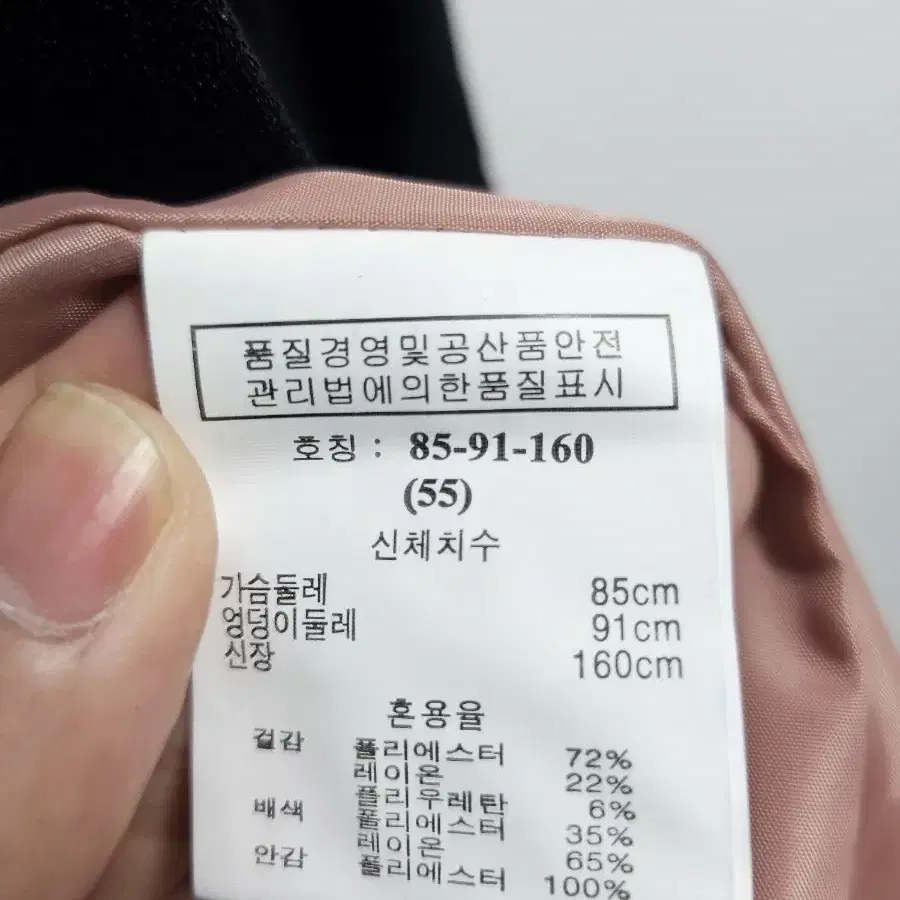 품질경영및공산품안전
관리법에의한품질표시
호칭 : 85-91-160
(55)
신체치수
가슴둘레 85cm
엉덩이둘레 91cm
신장 160cm
혼용율
겉감 폴리에스터 72%
레이온 22%
폴리우레탄 6%
배색 폴리에스터 35%
레이온 65%
안감 폴리에스터 100%